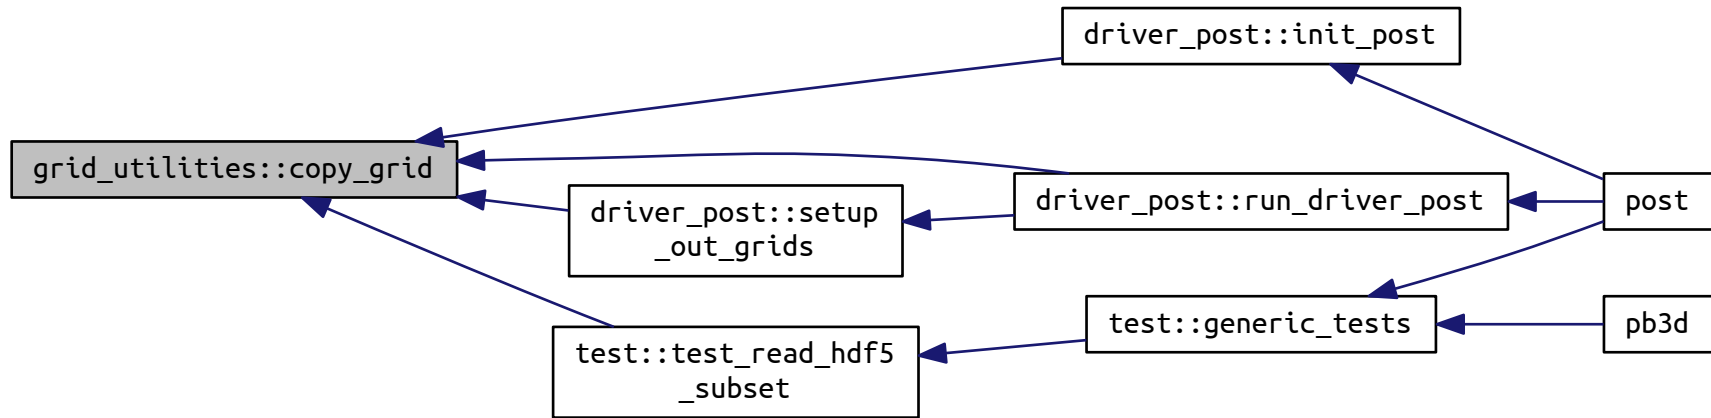 driver_post::init_post
grid_utilities::copy_grid
driver_post::setup
_out_grids
driver_post::run_driver_post
post
test::generic_tests
pb3d
test::test_read_hdf5
_subset